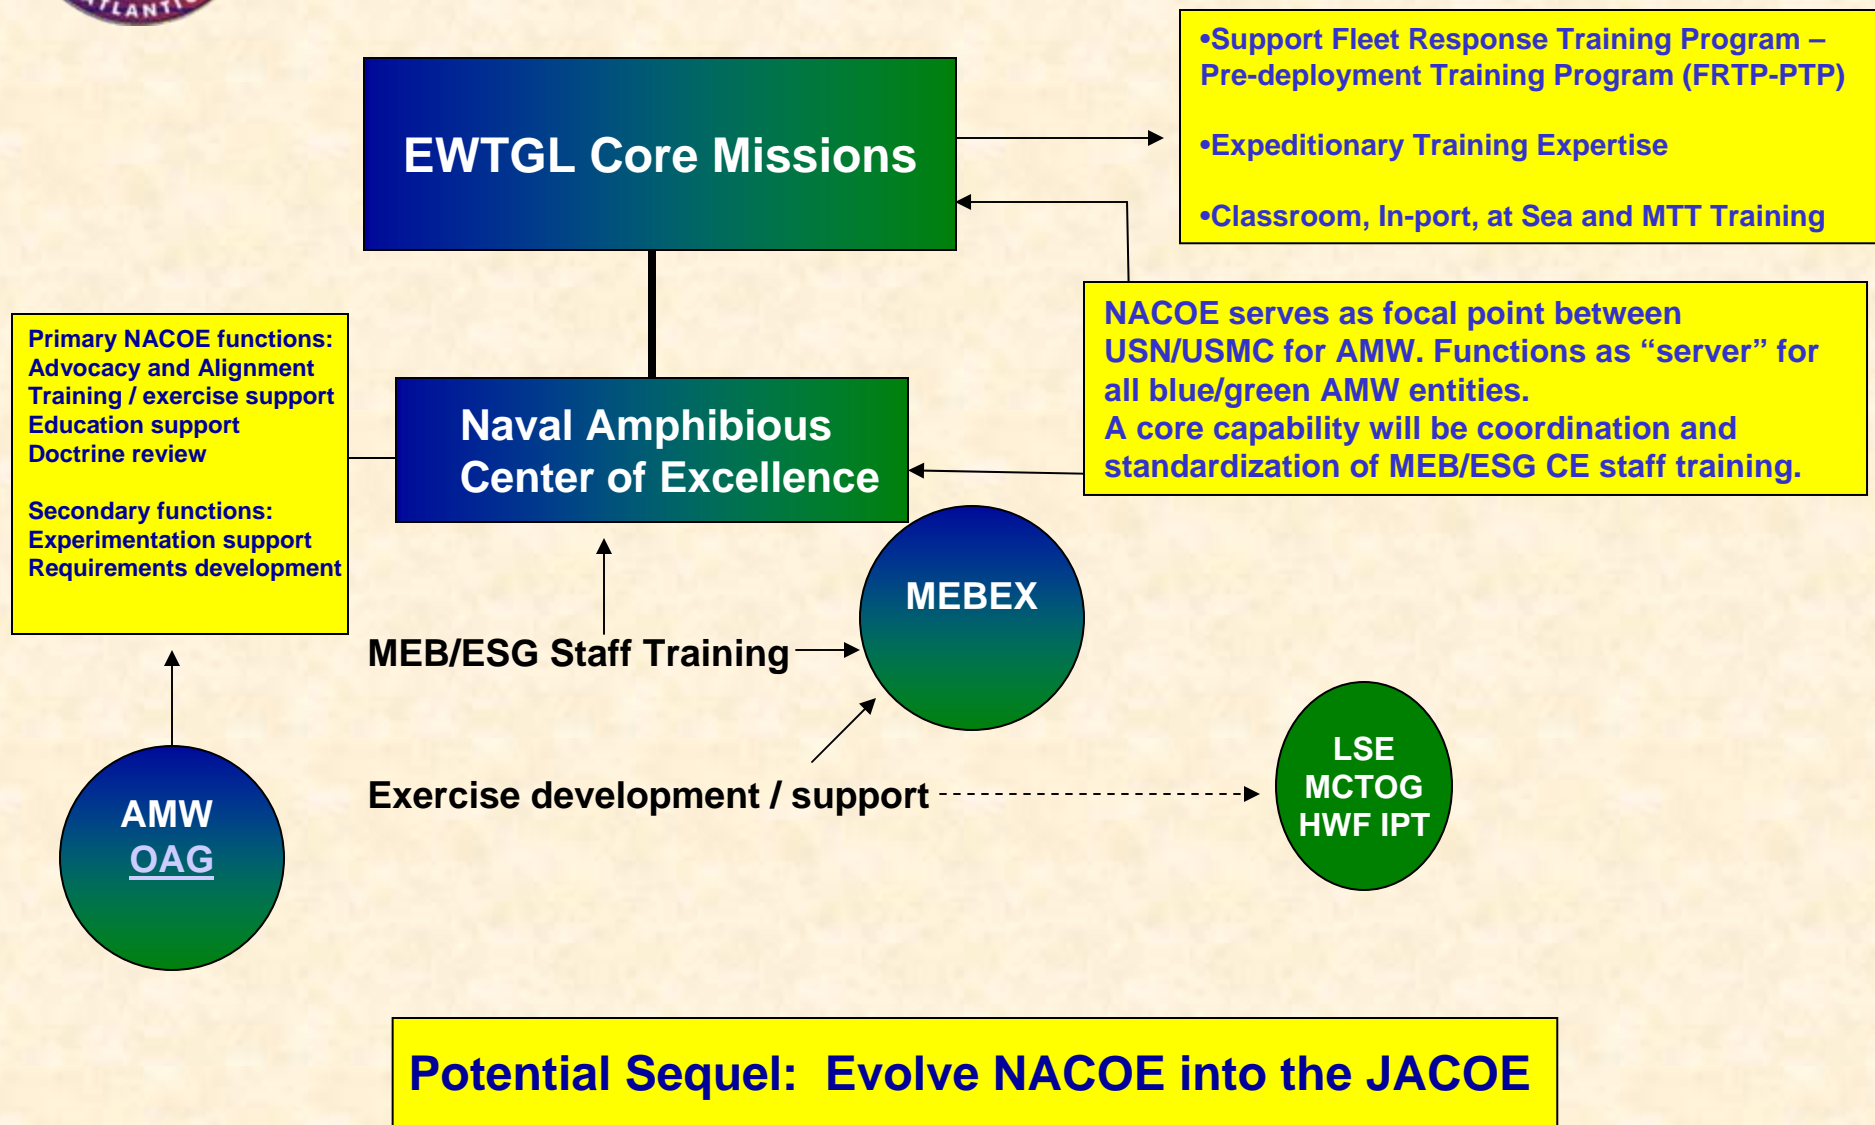 ATLANTIC
•Support Fleet Response Training Program –
Pre-deployment Training Program (FRTP-PTP)
•Expeditionary Training Expertise
•Classroom, In-port, at Sea and MTT Training
EWTGL Core Missions
NACOE serves as focal point between
USN/USMC for AMW. Functions as “server” for
all blue/green AMW entities.
A core capability will be coordination and
standardization of MEB/ESG CE staff training.
Primary NACOE functions:
Advocacy and Alignment
Training / exercise support
Education support
Doctrine review
Secondary functions:
Experimentation support
Requirements development
Naval Amphibious
Center of Excellence
MEBEX
MEB/ESG Staff Training
Exercise development / support
LSE
MCTOG
HWF IPT
AMW
OAG
Potential Sequel:  Evolve NACOE into the JACOE